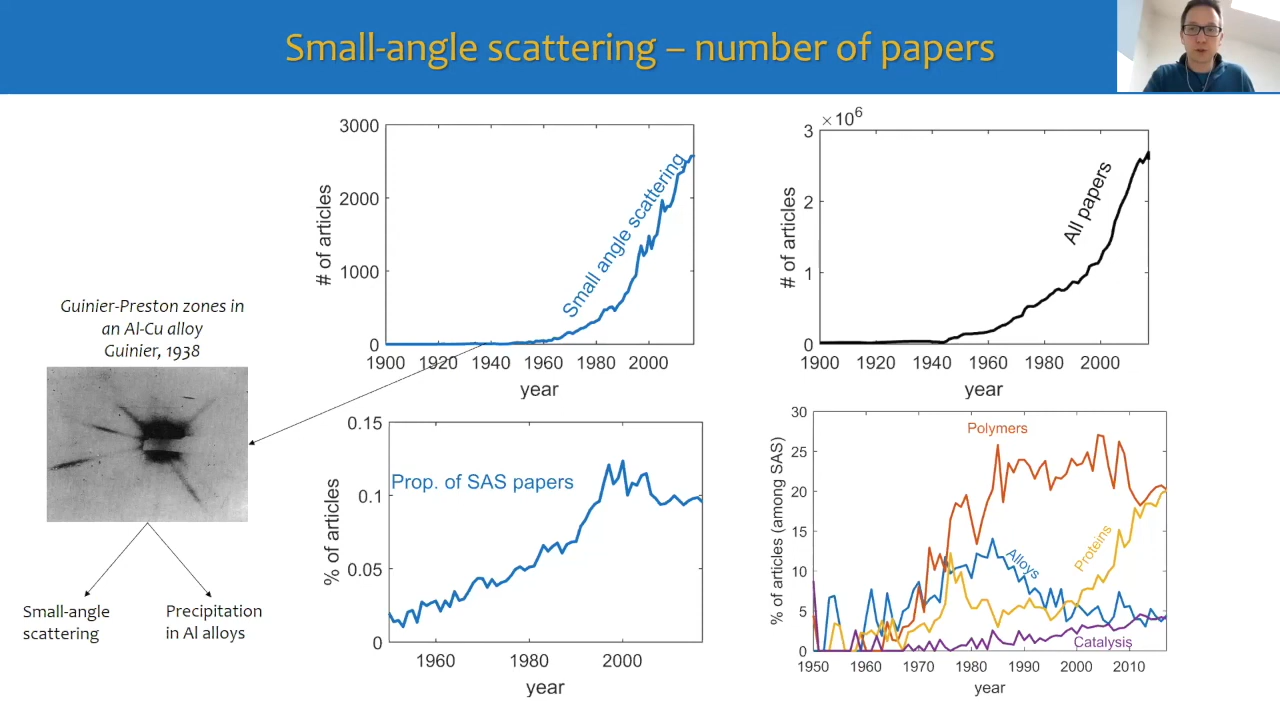 Small-angle scattering – number of papers
3000
2000
1000
0
# of articles
Small angle scattering
1900 1920 1940 1960 1980 2000
year
×10⁶
3
2
1
0
# of articles
All papers
1900 1920 1940 1960 1980 2000
year
Guinier-Preston zones in
an Al-Cu alloy
Guinier, 1938
Small-angle
scattering
Precipitation
in Al alloys
0.15
0.1
0.05
0
% of articles
Prop. of SAS papers
1960 1980 2000
year
30
25
20
15
10
5
0
% of articles (among SAS)
Polymers
Alloys
Proteins
Catalysis
1950 1960 1970 1980 1990 2000 2010
year